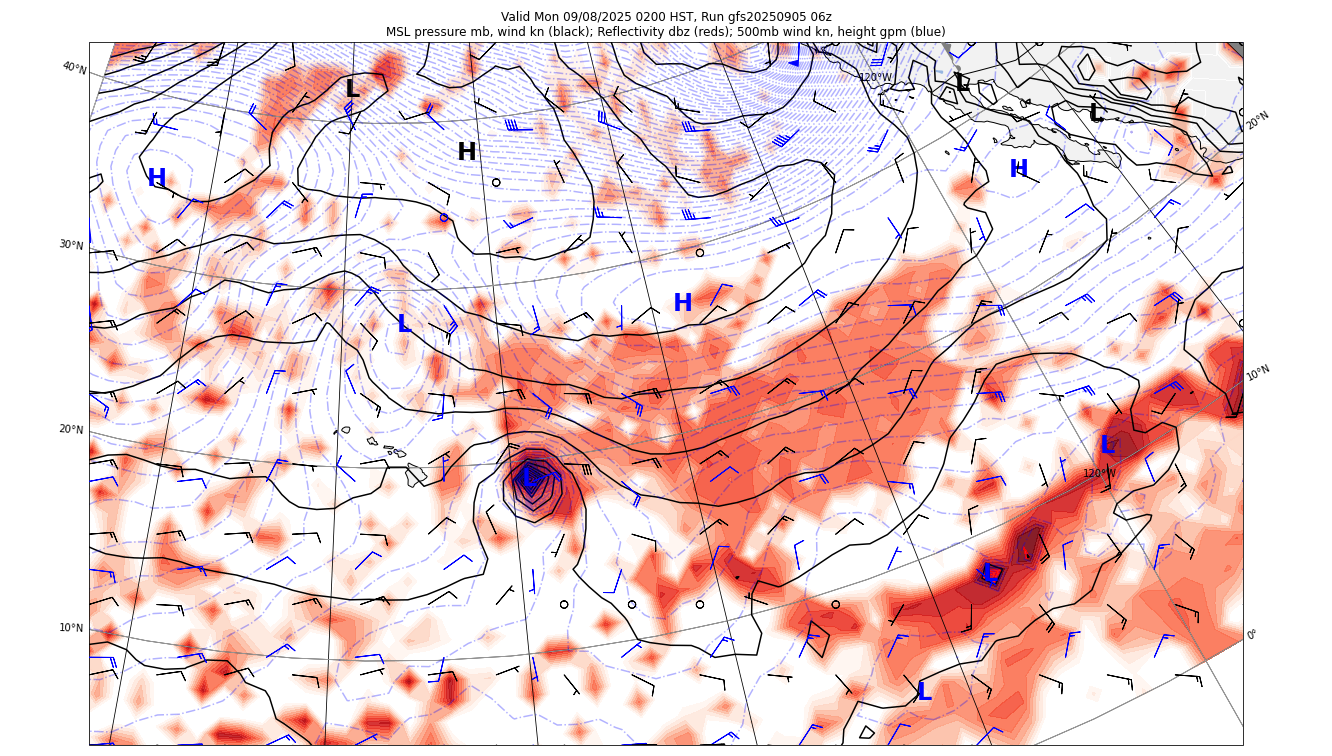 Valid Mon 09/08/2025 0200 HST, Run gfs20250905 06z
MSL pressure mb, wind kn (black); Reflectivity dbz (reds); 500mb wind kn, height gpm (blue)
40°N
120°W
L
L
L
20°N
H
H
H
30°N
H
L
10°N
20°N
L
L
120°W
L
10°N
0°
L